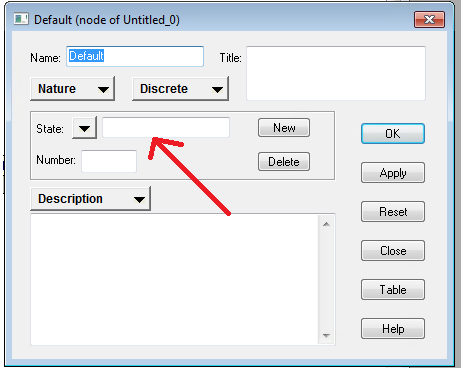 Default (node of Untitled_0)
Name: Default Title:
Nature Discrete
State: New
OK
Number: Delete
Apply
Description
Reset
Close
Table
Help